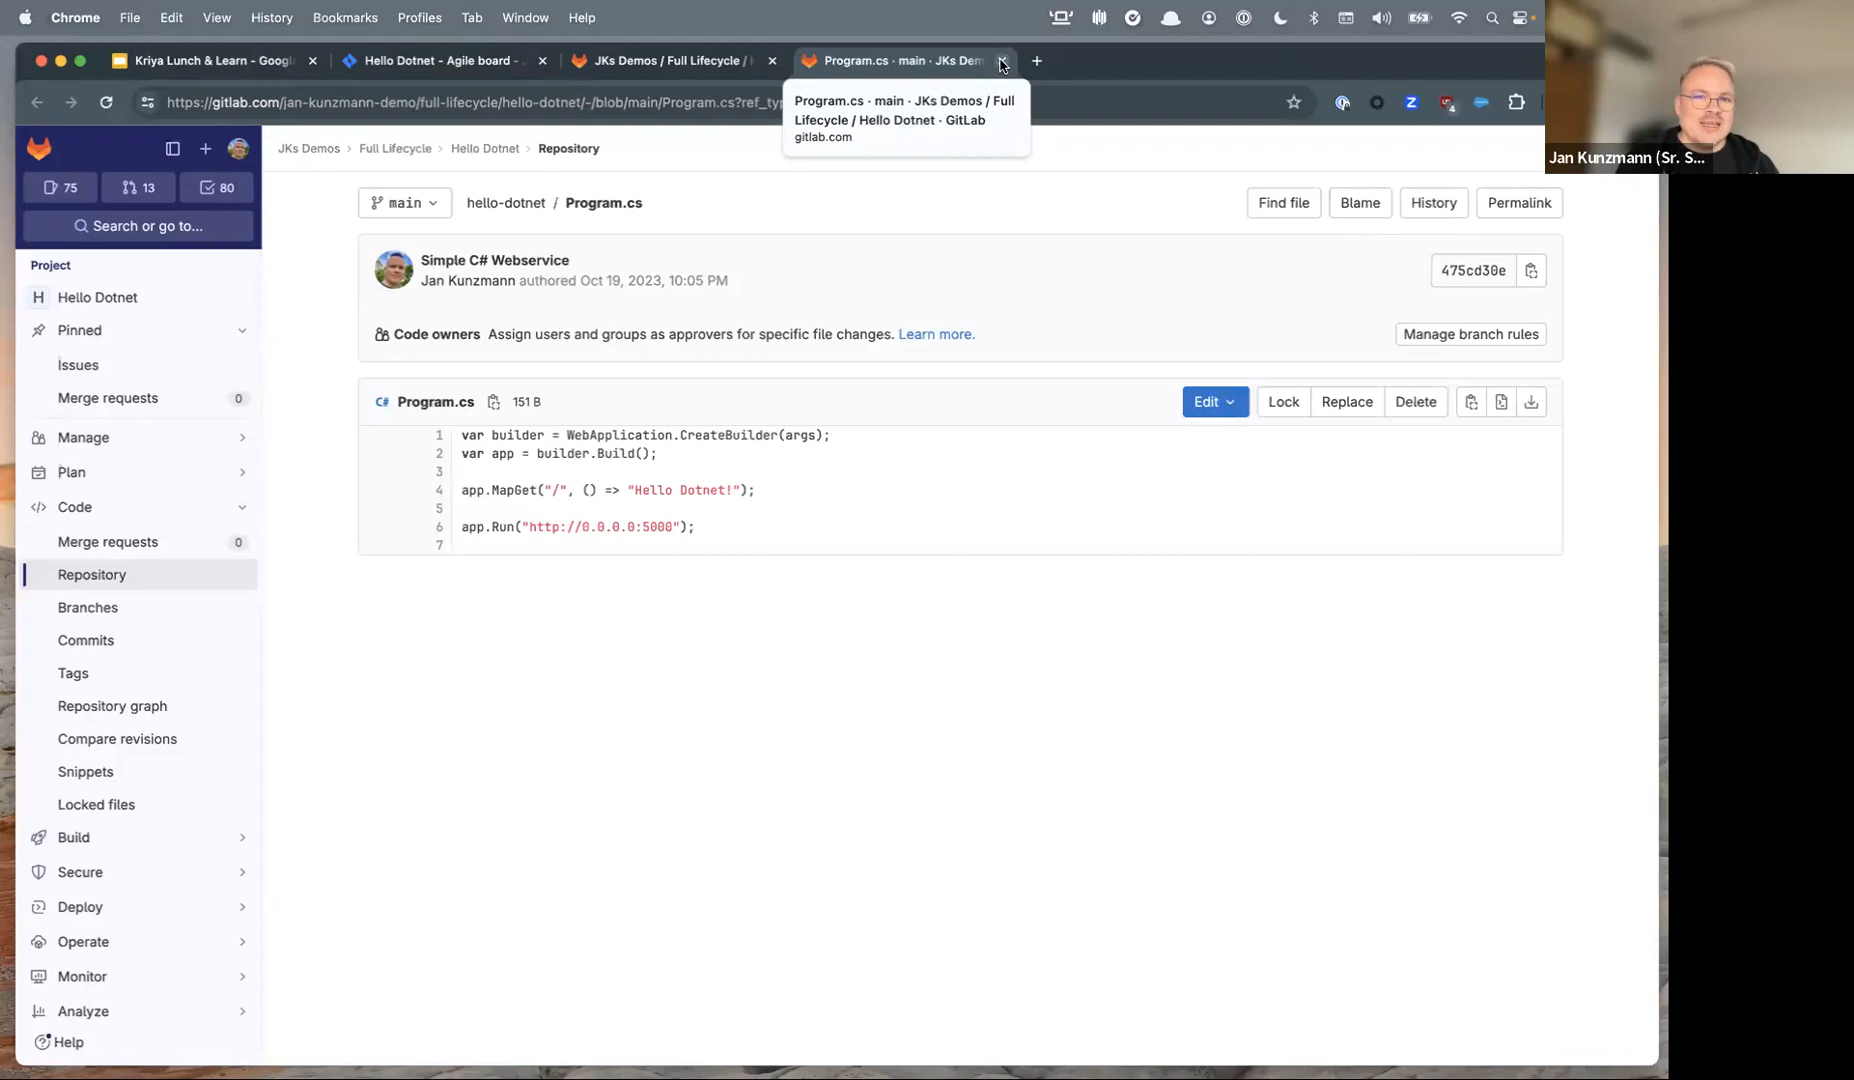 Chrome File Edit View History Bookmarks Profiles Tab Window Help
Kriya Lunch & Learn - Google
Hello Dotnet - Agile board -
JKs Demos / Full Lifecycle /
Program.cs · main · JKs Dem
https://gitlab.com/jan-kunzmann-demo/full-lifecycle/hello-dotnet/-/blob/main/Program.cs?ref_typ
Program.cs · main · JKs Demos / Full
Lifecycle / Hello Dotnet · GitLab
gitlab.com
Jan Kunzmann (Sr. S...
75 13 80
Search or go to...
Project
H Hello Dotnet
Pinned
Issues
Merge requests 0
Manage
Plan
Code
Merge requests 0
Repository
Branches
Commits
Tags
Repository graph
Compare revisions
Snippets
Locked files
Build
Secure
Deploy
Operate
Monitor
Analyze
Help
JKs Demos › Full Lifecycle › Hello Dotnet › Repository
main hello-dotnet / Program.cs Find file Blame History Permalink
Simple C# Webservice
Jan Kunzmann authored Oct 19, 2023, 10:05 PM
475cd30e
Code owners Assign users and groups as approvers for specific file changes. Learn more. Manage branch rules
C# Program.cs 151 B Edit Lock Replace Delete
1 var builder = WebApplication.CreateBuilder(args);
2 var app = builder.Build();
3
4 app.MapGet("/", () => "Hello Dotnet!");
5
6 app.Run("http://0.0.0.0:5000");
7